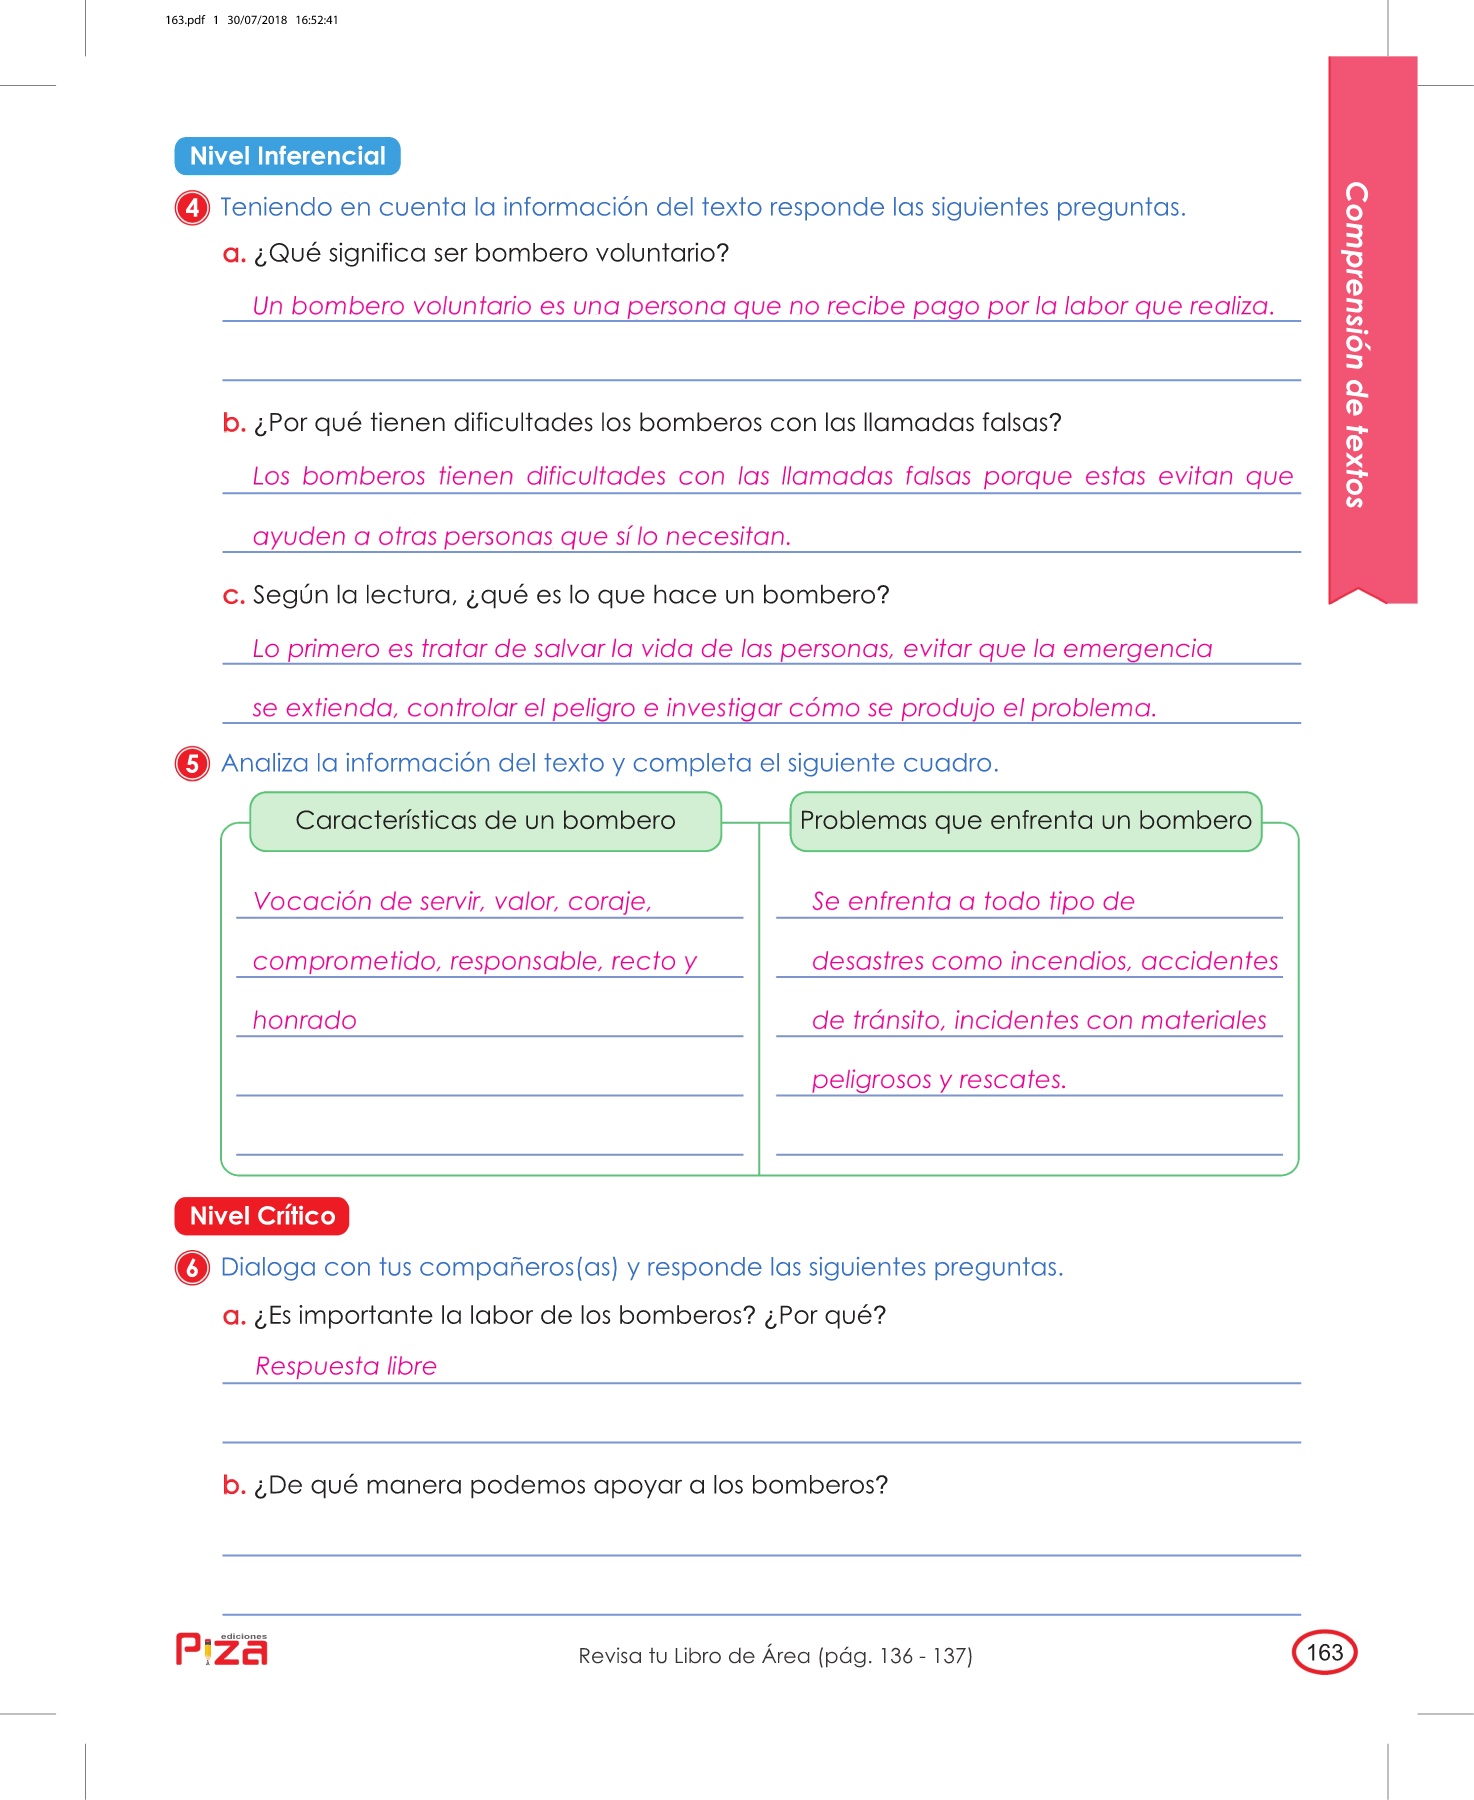 163.pdf 1 30/07/2018 16:52:41
Comprensión de textos
Nivel Inferencial
4 Teniendo en cuenta la información del texto responde las siguientes preguntas.
a. ¿Qué significa ser bombero voluntario?
Un bombero voluntario es una persona que no recibe pago por la labor que realiza.
b. ¿Por qué tienen dificultades los bomberos con las llamadas falsas?
Los bomberos tienen dificultades con las llamadas falsas porque estas evitan que
ayuden a otras personas que sí lo necesitan.
c. Según la lectura, ¿qué es lo que hace un bombero?
Lo primero es tratar de salvar la vida de las personas, evitar que la emergencia
se extienda, controlar el peligro e investigar cómo se produjo el problema.
5 Analiza la información del texto y completa el siguiente cuadro.
Características de un bombero
Vocación de servir, valor, coraje,
comprometido, responsable, recto y
honrado
Problemas que enfrenta un bombero
Se enfrenta a todo tipo de
desastres como incendios, accidentes
de tránsito, incidentes con materiales
peligrosos y rescates.
Nivel Crítico
6 Dialoga con tus compañeros(as) y responde las siguientes preguntas.
a. ¿Es importante la labor de los bomberos? ¿Por qué?
Respuesta libre
b. ¿De qué manera podemos apoyar a los bomberos?
ediciones
Piza
Revisa tu Libro de Área (pág. 136 - 137)
163